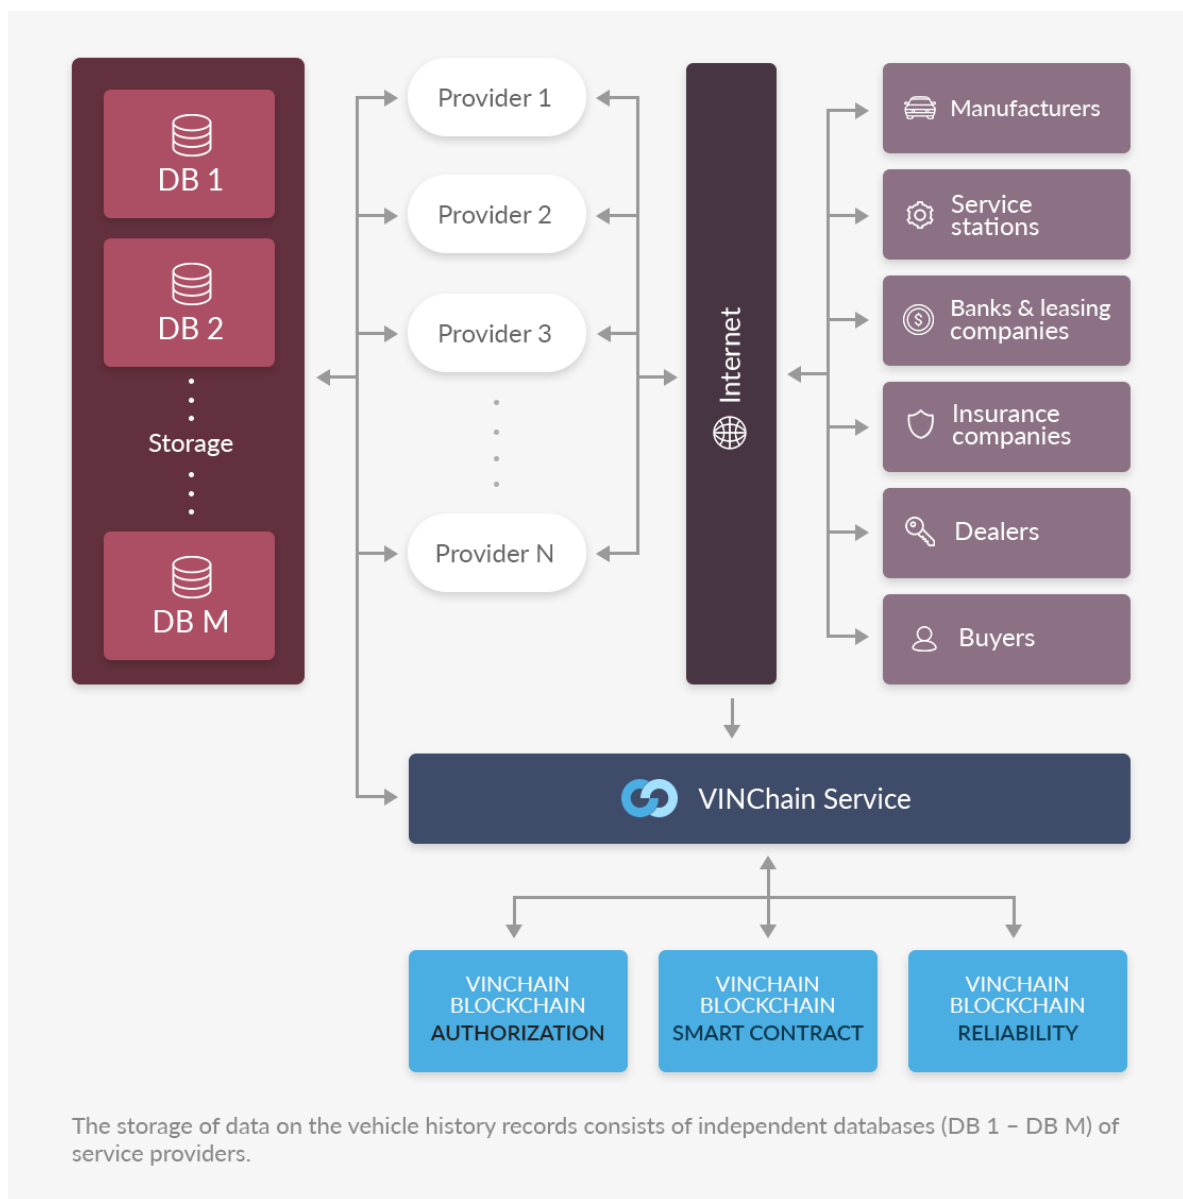 DB 1
DB 2
Storage
DB M
Provider 1
Provider 2
Provider 3
Provider N
Internet
Manufacturers
Service
stations
Banks & leasing
companies
Insurance
companies
Dealers
Buyers
VINChain Service
VINCHAIN
BLOCKCHAIN
AUTHORIZATION
VINCHAIN
BLOCKCHAIN
SMART CONTRACT
VINCHAIN
BLOCKCHAIN
RELIABILITY
The storage of data on the vehicle history records consists of independent databases (DB 1 – DB M) of
service providers.